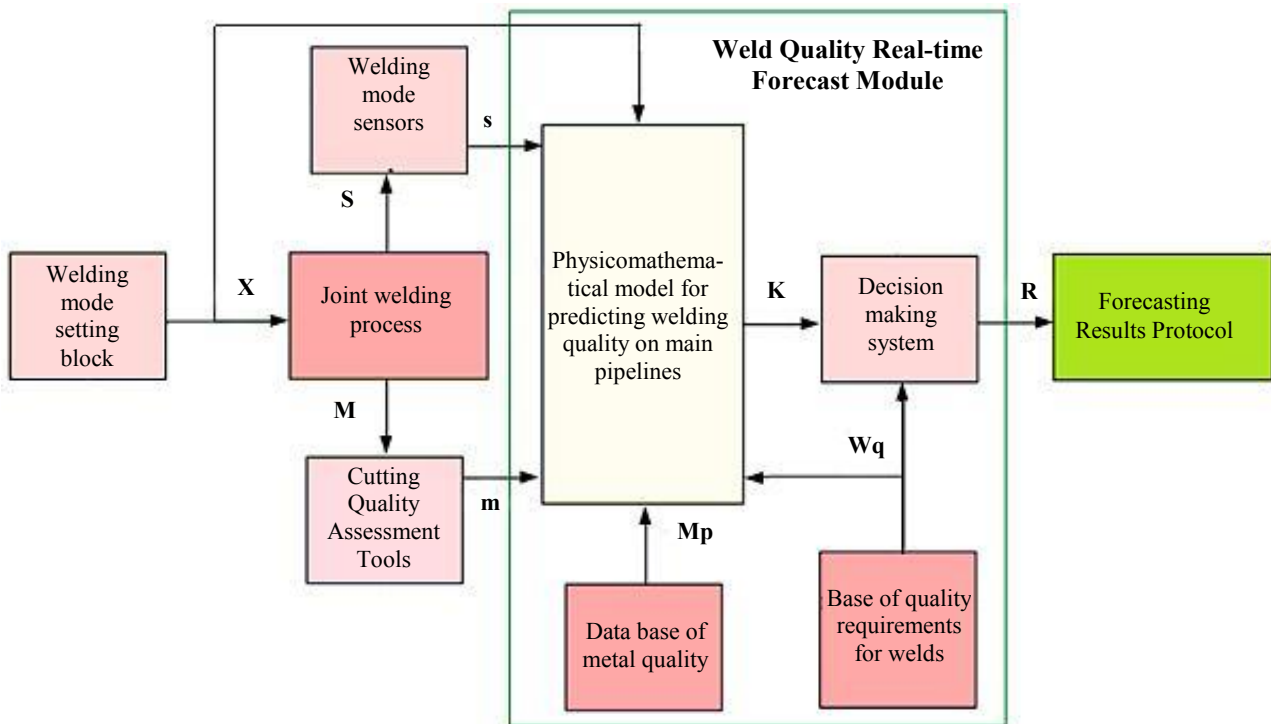 Weld Quality Real-time
Forecast Module
Welding
mode
sensors
s
S
Welding
mode
setting
block
X
Joint welding
process
M
Cutting
Quality
Assessment
Tools
m
Physicomathema-
tical model for
predicting welding
quality on main
pipelines
K
Decision
making
system
R
Forecasting
Results Protocol
Wq
Mp
Data base of
metal quality
Base of quality
requirements
for welds